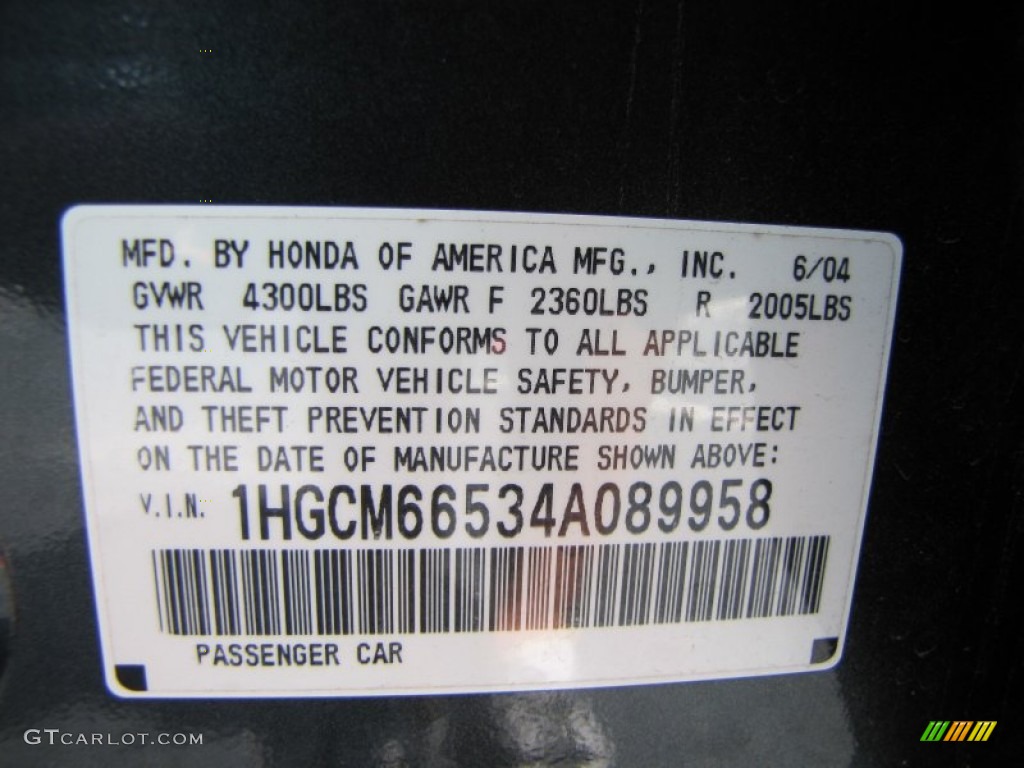 MFD. BY HONDA OF AMERICA MFG., INC. 6/04
GVWR 4300LBS GAWR F 2360LBS R 2005LBS
THIS VEHICLE CONFORMS TO ALL APPLICABLE
FEDERAL MOTOR VEHICLE SAFETY, BUMPER,
AND THEFT PREVENTION STANDARDS IN EFFECT
ON THE DATE OF MANUFACTURE SHOWN ABOVE:
V.I.N. 1HGCM66534A089958
PASSENGER CAR
GTCARLOT.COM